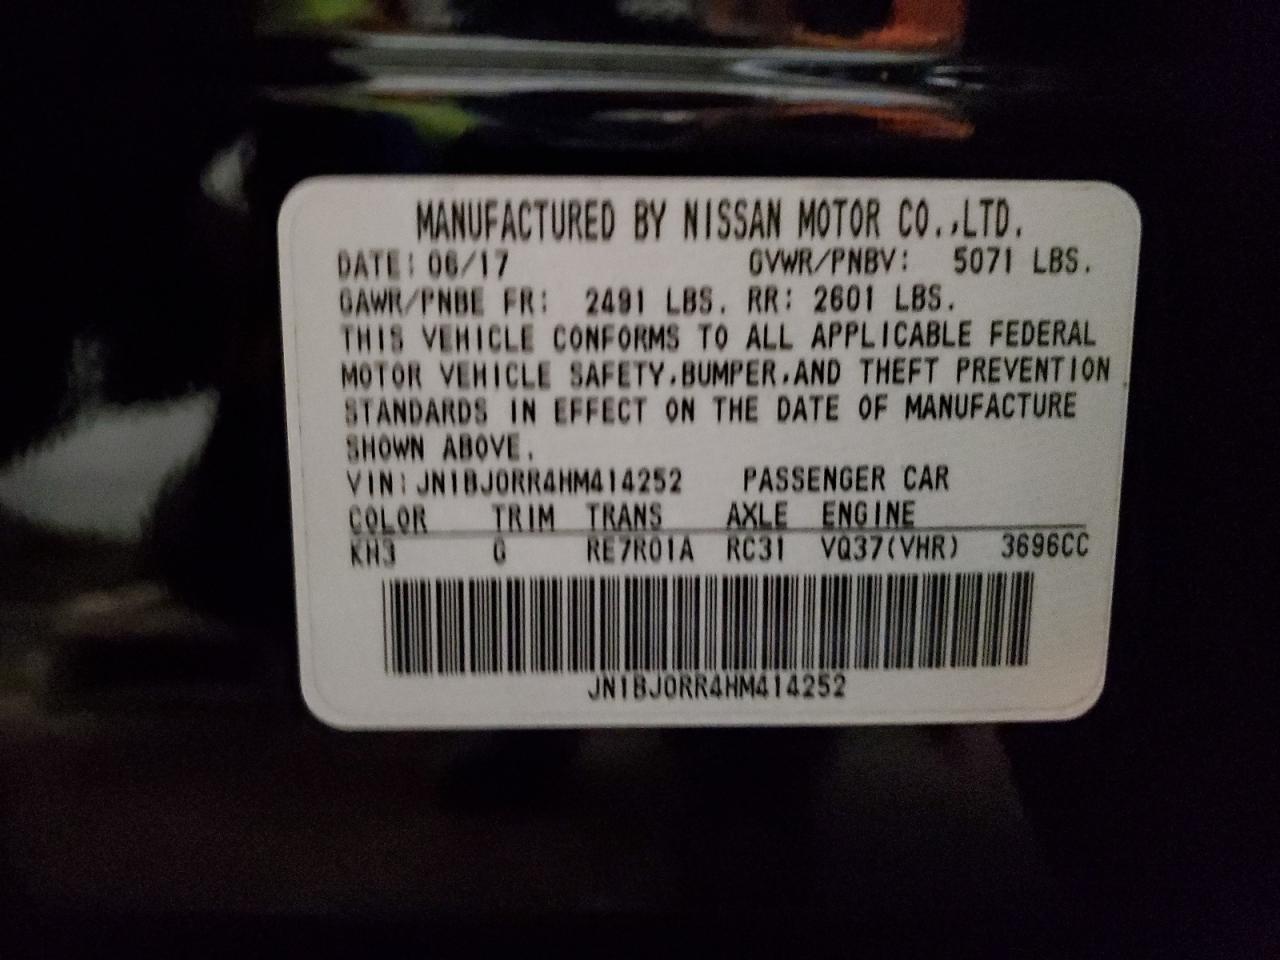 MANUFACTURED BY NISSAN MOTOR CO.,LTD.
DATE: 06/17 GVWR/PNBV: 5071 LBS.
GAWR/PNBE FR: 2491 LBS. RR: 2601 LBS.
THIS VEHICLE CONFORMS TO ALL APPLICABLE FEDERAL
MOTOR VEHICLE SAFETY,BUMPER,AND THEFT PREVENTION
STANDARDS IN EFFECT ON THE DATE OF MANUFACTURE
SHOWN ABOVE.
VIN:JN1BJ0RR4HM414252 PASSENGER CAR
COLOR TRIM TRANS AXLE ENGINE
KH3 G RE7R01A RC31 VQ37(VHR) 3696CC
JN1BJ0RR4HM414252